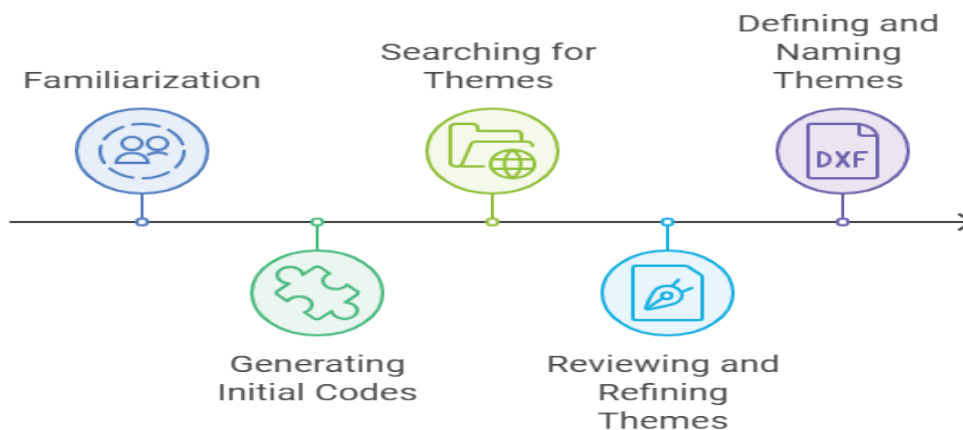 Familiarization
Generating
Initial Codes
Searching for
Themes
Reviewing and
Refining
Themes
Defining and
Naming
Themes
DXF